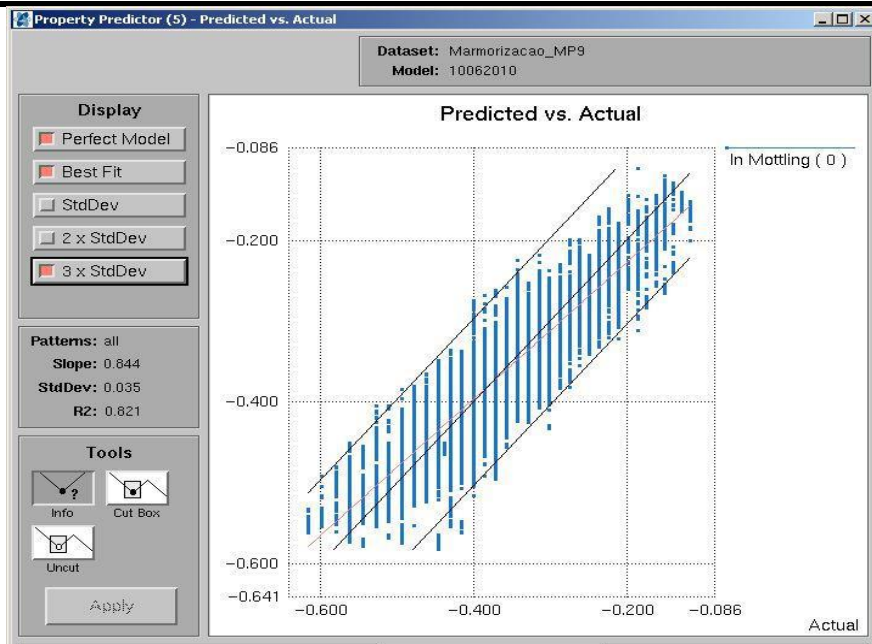 Property Predictor (5) - Predicted vs. Actual
Dataset: Marmorizacao_MP9
Model: 10062010
Display
Perfect Model
Best Fit
StdDev
2 x StdDev
3 x StdDev
Patterns: all
Slope: 0.844
StdDev: 0.035
R2: 0.821
Tools
?
Info
Cut Box
Uncut
Apply
Predicted vs. Actual
-0.086
-0.200
-0.400
-0.600
-0.641
-0.600 -0.400 -0.200 -0.086
Actual
In Mottling ( 0 )